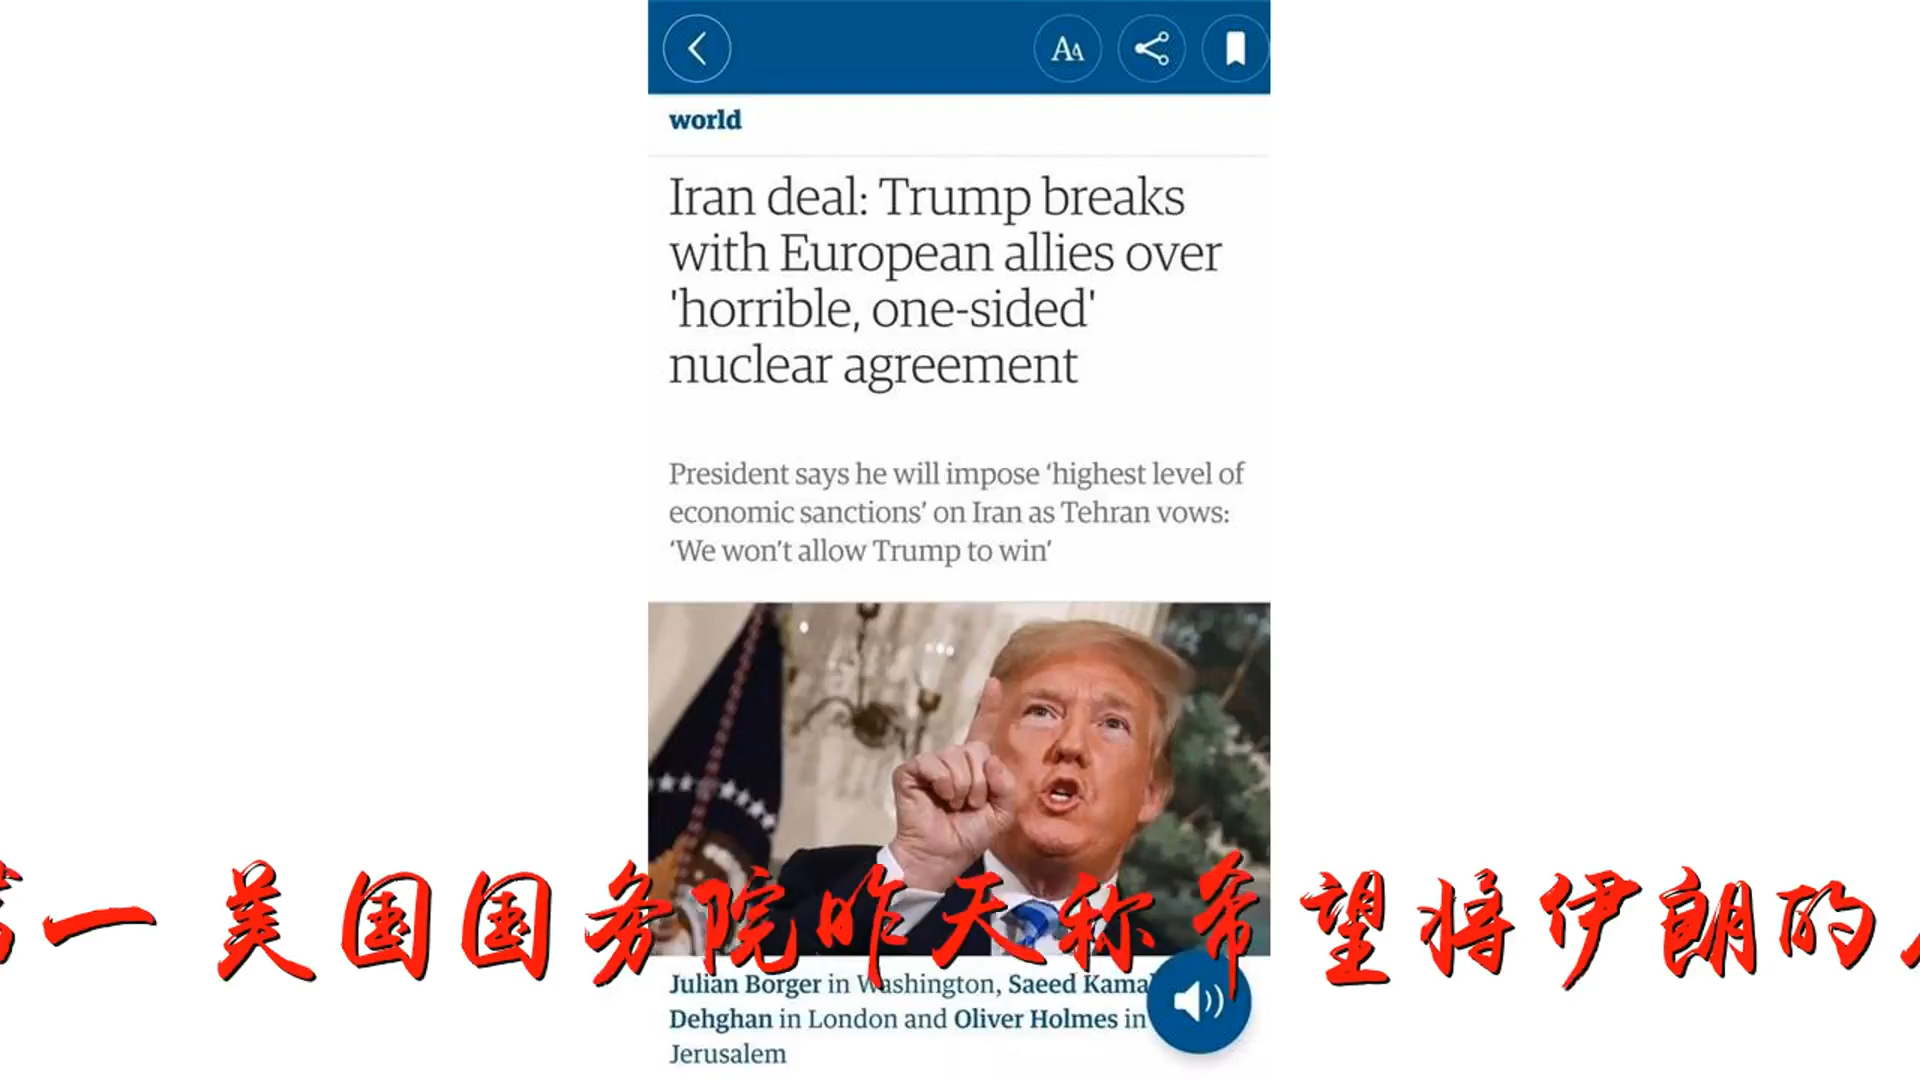 AA
world
Iran deal: Trump breaks
with European allies over
'horrible, one-sided'
nuclear agreement
President says he will impose ‘highest level of
economic sanctions’ on Iran as Tehran vows:
‘We won’t allow Trump to win’
一 美国国务院昨天称希望将伊朗的
Julian Borger in Washington, Saeed Kama
Dehghan in London and Oliver Holmes in
Jerusalem